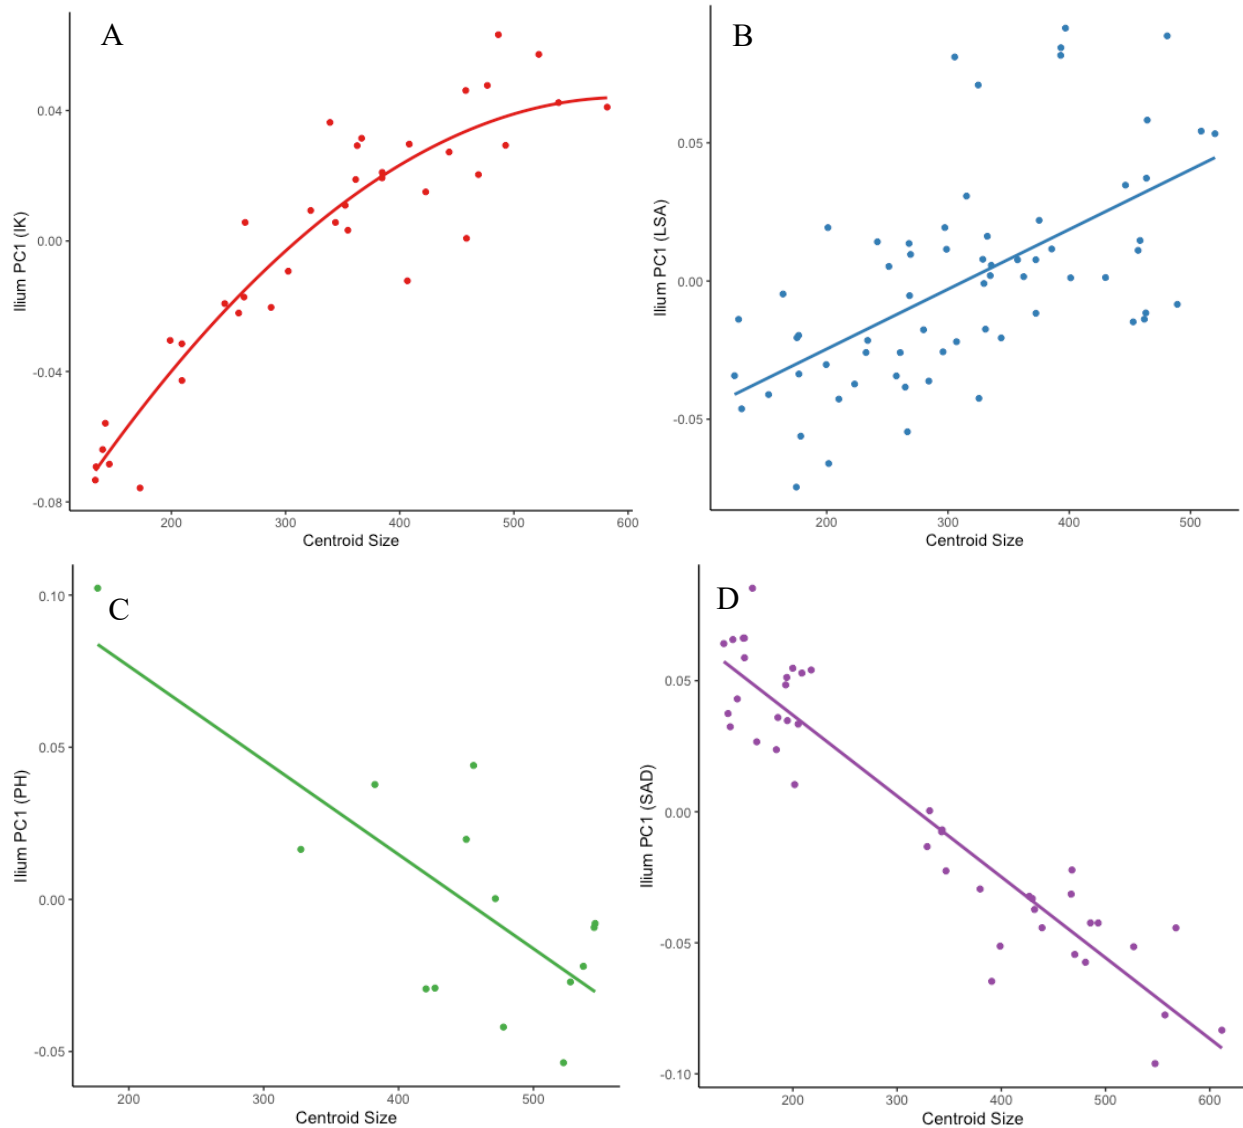 A
Ilium PC1 (IK)
0.04
0.00
-0.04
-0.08
200 300 400 500 600
Centroid Size
B
Ilium PC1 (LSA)
0.05
0.00
-0.05
200 300 400 500
Centroid Size
C
Ilium PC1 (PH)
0.10
0.05
0.00
-0.05
200 300 400 500
Centroid Size
D
Ilium PC1 (SAD)
0.05
0.00
-0.05
-0.10
200 300 400 500 600
Centroid Size